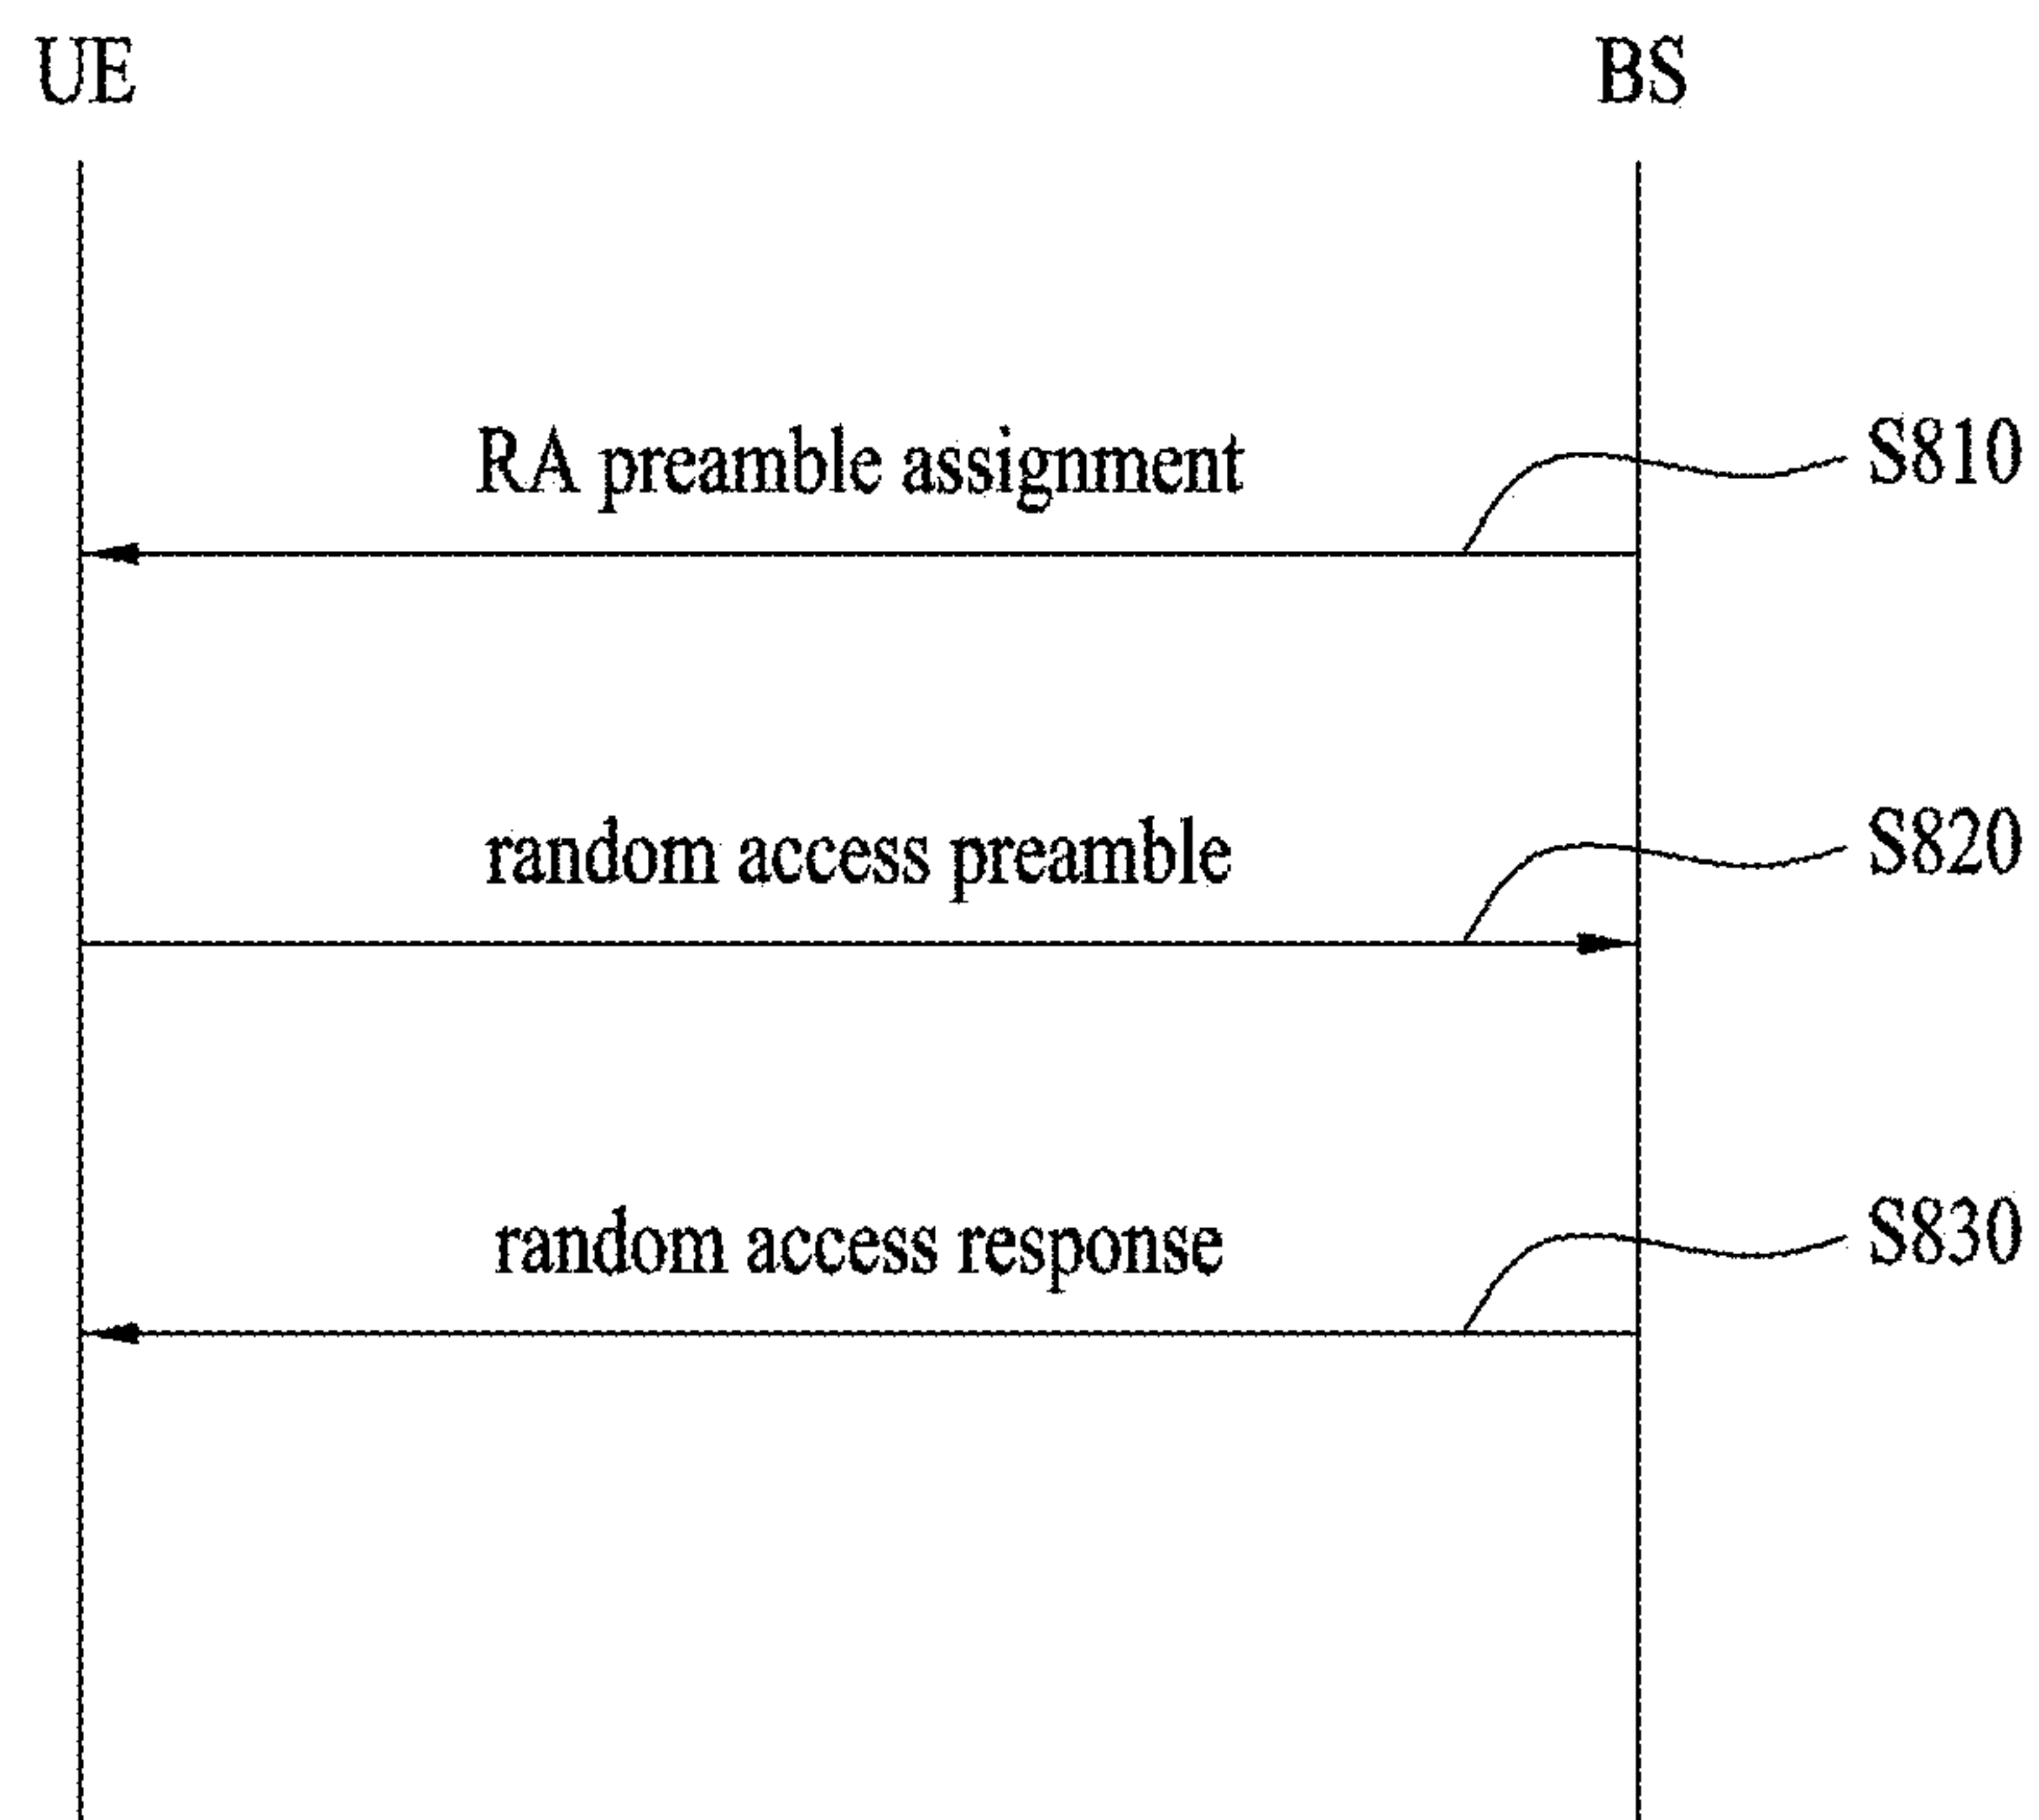 UE
BS
RA preamble assignment
S810
random access preamble
S820
random access response
S830